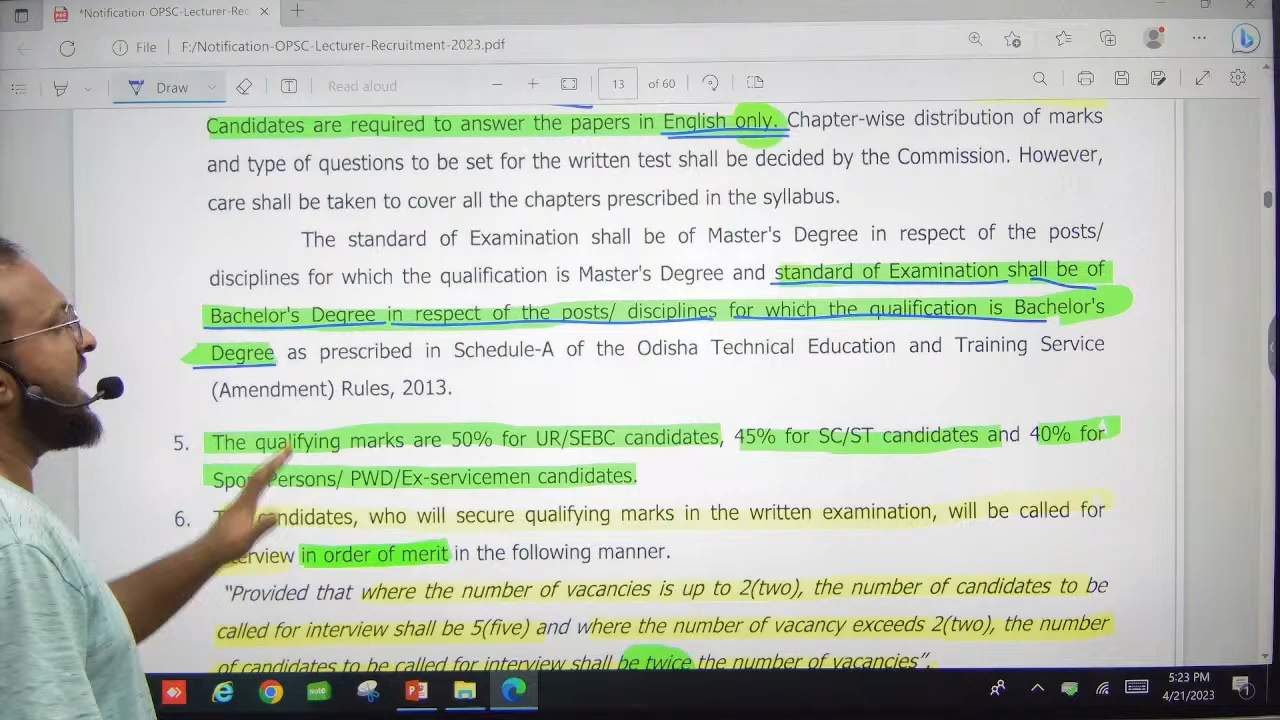 *Notification-OPSC-Lecturer-Rec
File F:/Notification-OPSC-Lecturer-Recruitment-2023.pdf
Draw Read aloud 13 of 60
Candidates are required to answer the papers in English only. Chapter-wise distribution of marks
and type of questions to be set for the written test shall be decided by the Commission. However,
care shall be taken to cover all the chapters prescribed in the syllabus.
The standard of Examination shall be of Master's Degree in respect of the posts/
disciplines for which the qualification is Master's Degree and standard of Examination shall be of
Bachelor's Degree in respect of the posts/ disciplines for which the qualification is Bachelor's
Degree as prescribed in Schedule-A of the Odisha Technical Education and Training Service
(Amendment) Rules, 2013.
5. The qualifying marks are 50% for UR/SEBC candidates, 45% for SC/ST candidates and 40% for
Persons/ PWD/Ex-servicemen candidates.
6. candidates, who will secure qualifying marks in the written examination, will be called for
in order of merit in the following manner.
"Provided that where the number of vacancies is up to 2(two), the number of candidates to be
called for interview shall be 5(five) and where the number of vacancy exceeds 2(two), the number
of candidates to be called for interview shall be twice the number of vacancies".
note
5:23 PM
4/21/2023